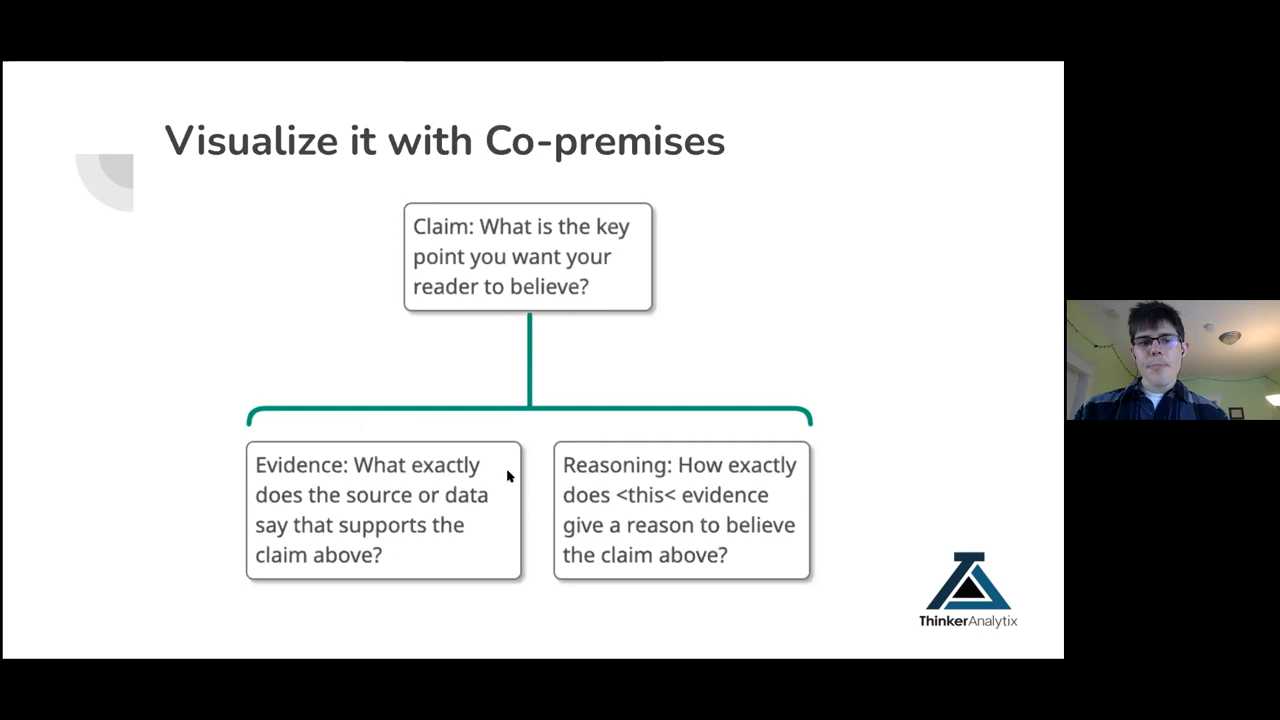 Visualize it with Co-premises
Claim: What is the key
point you want your
reader to believe?
Evidence: What exactly
does the source or data
say that supports the
claim above?
Reasoning: How exactly
does <this< evidence
give a reason to believe
the claim above?
ThinkerAnalytix